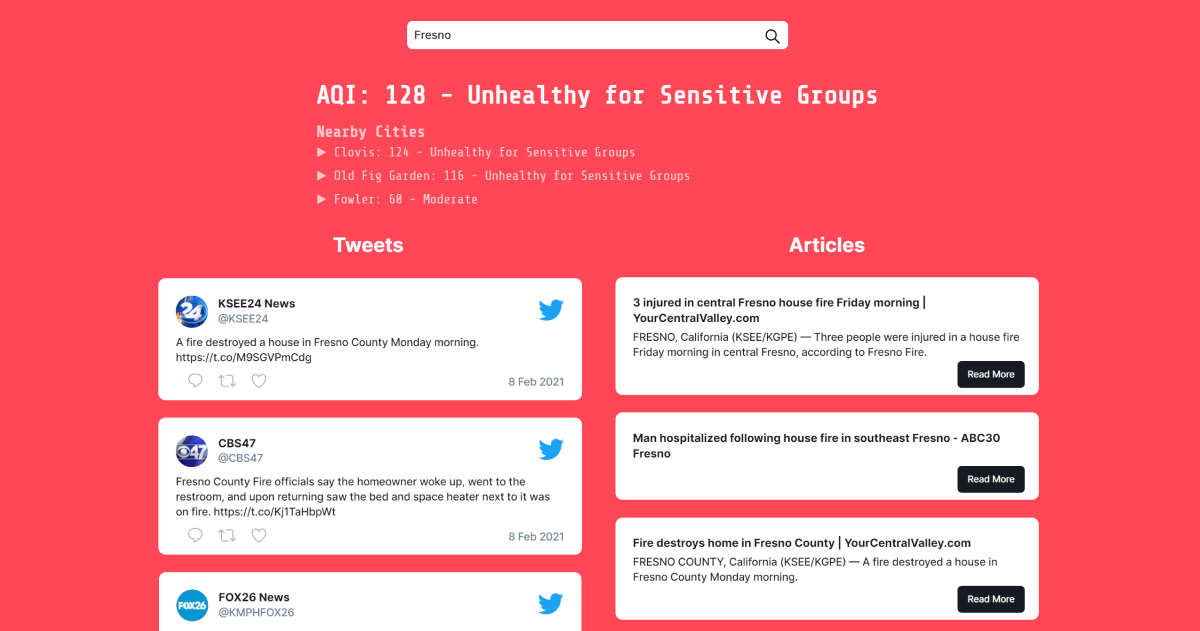 Fresno
AQI: 128 - Unhealthy for Sensitive Groups
Nearby Cities
▶ Clovis: 124 - Unhealthy for Sensitive Groups
▶ Old Fig Garden: 116 - Unhealthy for Sensitive Groups
▶ Fowler: 60 - Moderate
Tweets
24
KSEE24 News
@KSEE24
A fire destroyed a house in Fresno County Monday morning.
https://t.co/M9SGVPmCdg
8 Feb 2021
47
CBS47
@CBS47
Fresno County Fire officials say the homeowner woke up, went to the
restroom, and upon returning saw the bed and space heater next to it was
on fire. https://t.co/Kj1TaHbpWt
8 Feb 2021
FOX26
FOX26 News
@KMPHFOX26
Articles
3 injured in central Fresno house fire Friday morning |
YourCentralValley.com
FRESNO, California (KSEE/KGPE) — Three people were injured in a house fire
Friday morning in central Fresno, according to Fresno Fire.
Read More
Man hospitalized following house fire in southeast Fresno - ABC30
Fresno
Read More
Fire destroys home in Fresno County | YourCentralValley.com
FRESNO COUNTY, California (KSEE/KGPE) — A fire destroyed a house in
Fresno County Monday morning.
Read More